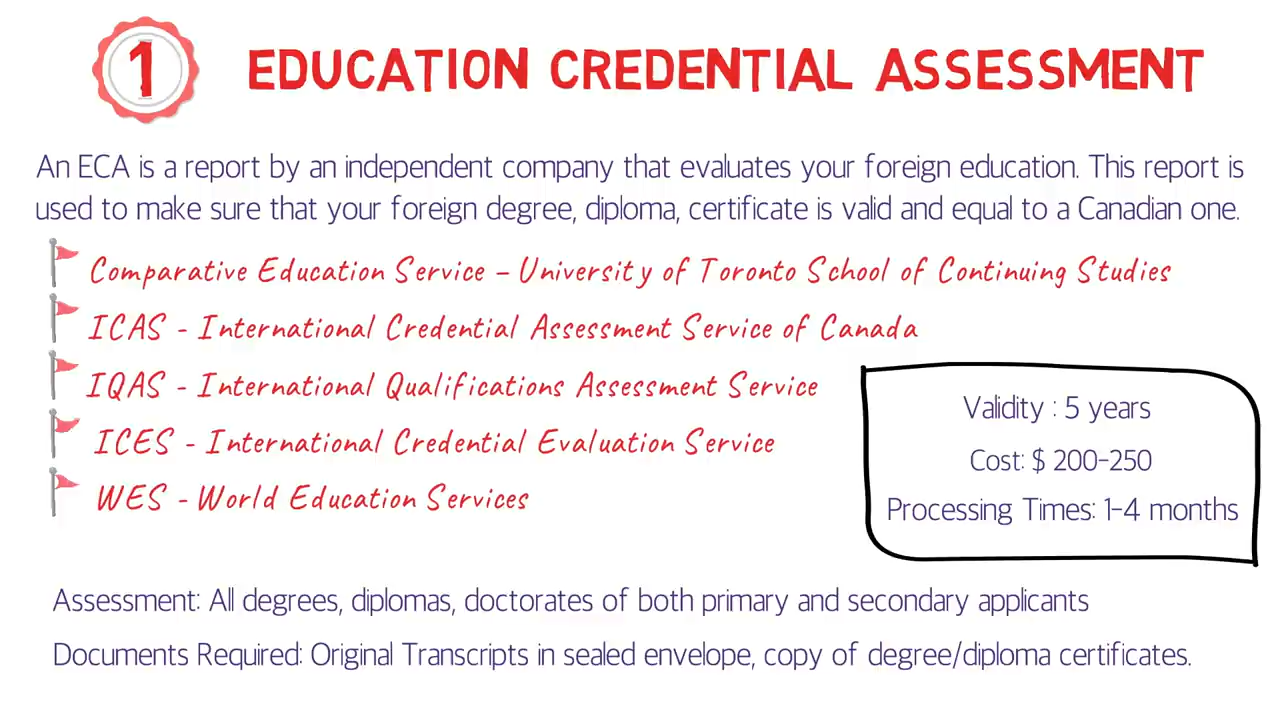 1 EDUCATION CREDENTIAL ASSESSMENT
An ECA is a report by an independent company that evaluates your foreign education. This report is
used to make sure that your foreign degree, diploma, certificate is valid and equal to a Canadian one.
Comparative Education Service – University of Toronto School of Continuing Studies
ICAS - International Credential Assessment Service of Canada
IQAS - International Qualifications Assessment Service
ICES - International Credential Evaluation Service
WES - World Education Services
Validity : 5 years
Cost: $ 200-250
Processing Times: 1-4 months
Assessment: All degrees, diplomas, doctorates of both primary and secondary applicants
Documents Required: Original Transcripts in sealed envelope, copy of degree/diploma certificates.